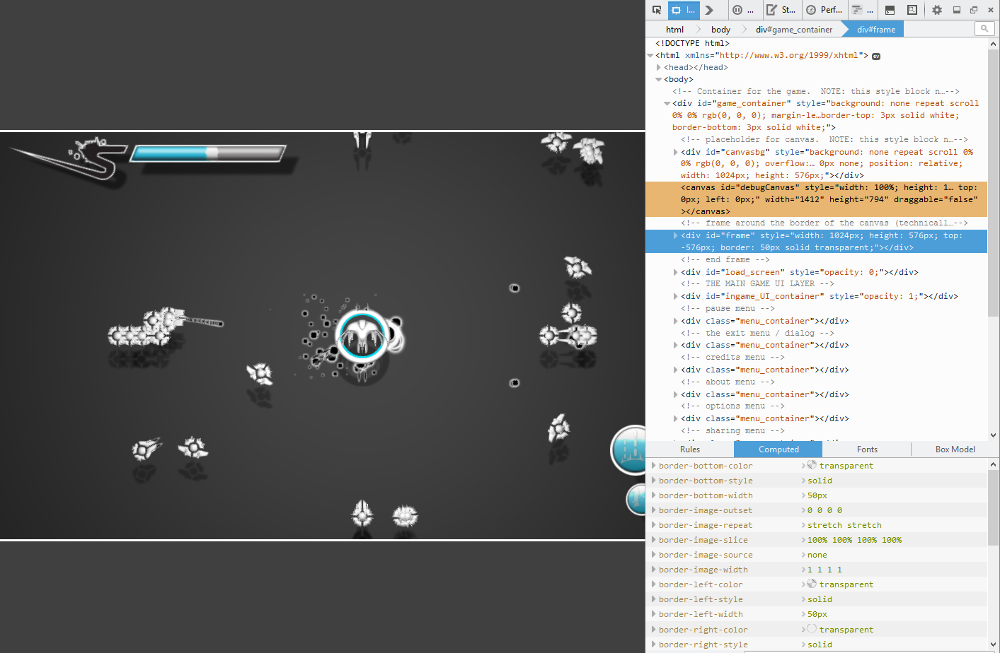 I...
...
St...
Perf...
...
html
body
div#game_container
div#frame
<!DOCTYPE html>
<html xmlns="http://www.w3.org/1999/xhtml"> ev
<head></head>
<body>
<!-- Container for the game.  NOTE: this style block n…-->
<div id="game_container" style="background: none repeat scroll
0% 0% rgb(0, 0, 0); margin-le…border-top: 3px solid white;
border-bottom: 3px solid white;">
<!-- placeholder for canvas.  NOTE: this style block n…-->
<div id="canvasbg" style="background: none repeat scroll 0%
0% rgb(0, 0, 0); overflow:… 0px none; position: relative;
width: 1024px; height: 576px;"></div>
<canvas id="debugCanvas" style="width: 100%; height: 1… top:
0px; left: 0px;" width="1412" height="794" draggable="false"
></canvas>
<!-- frame around the border of the canvas (technicall…-->
<div id="frame" style="width: 1024px; height: 576px; top:
-576px; border: 50px solid transparent;"></div>
<!-- end frame -->
<div id="load_screen" style="opacity: 0;"></div>
<!-- THE MAIN GAME UI LAYER -->
<div id="ingame_UI_container" style="opacity: 1;"></div>
<!-- pause menu -->
<div class="menu_container"></div>
<!-- the exit menu / dialog -->
<div class="menu_container"></div>
<!-- credits menu -->
<div class="menu_container"></div>
<!-- about menu -->
<div class="menu_container"></div>
<!-- options menu -->
<div class="menu_container"></div>
<!-- sharing menu -->
Rules
Computed
Fonts
Box Model
border-bottom-color transparent
border-bottom-style solid
border-bottom-width 50px
border-image-outset 0 0 0 0
border-image-repeat stretch stretch
border-image-slice 100% 100% 100% 100%
border-image-source none
border-image-width 1 1 1 1
border-left-color transparent
border-left-style solid
border-left-width 50px
border-right-color transparent
border-right-style solid